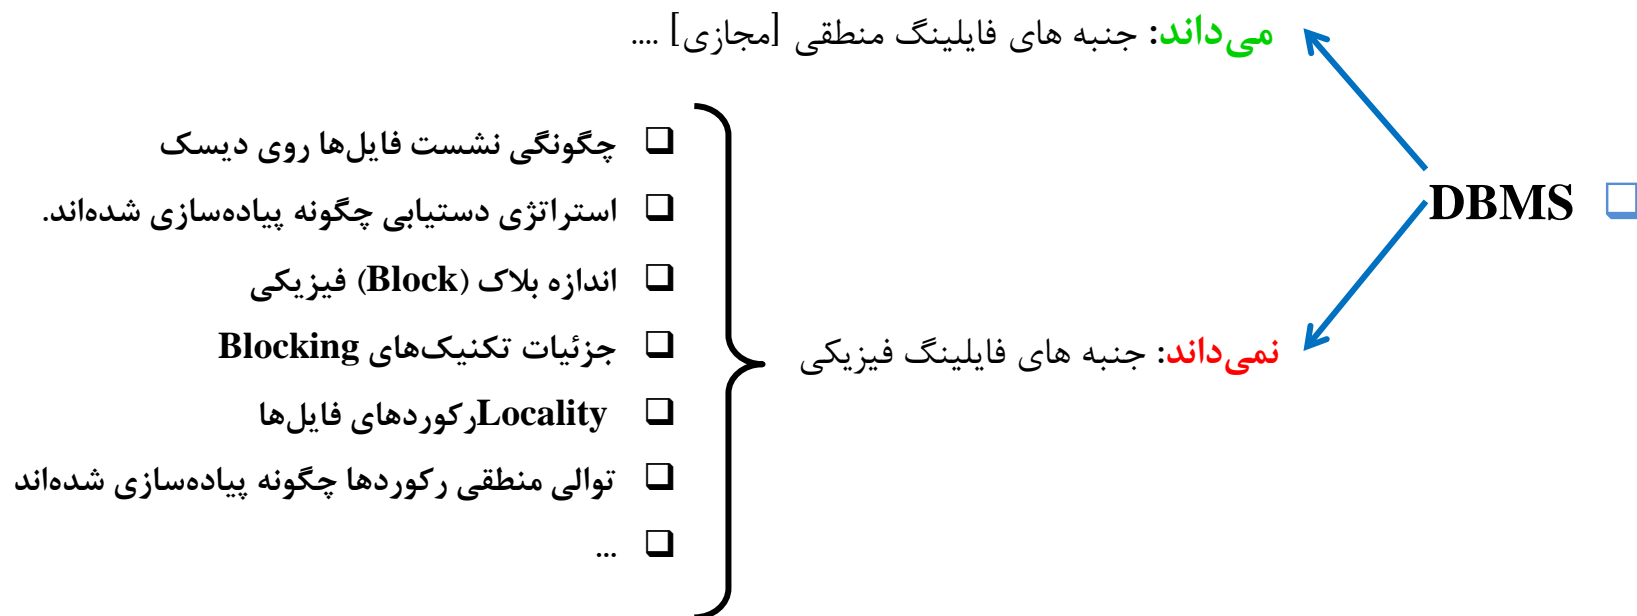 DBMS
می‌داند: جنبه های فایلینگ منطقی [مجازی] ....
نمی‌داند: جنبه های فایلینگ فیزیکی
چگونگی نشست فایل‌ها روی دیسک
استراتژی دستیابی چگونه پیاده‌سازی شده‌اند.
اندازه بلاک (Block) فیزیکی
جزئیات تکنیک‌های Blocking
Locality رکوردهای فایل‌ها
توالی منطقی رکوردها چگونه پیاده‌سازی شده‌اند
...